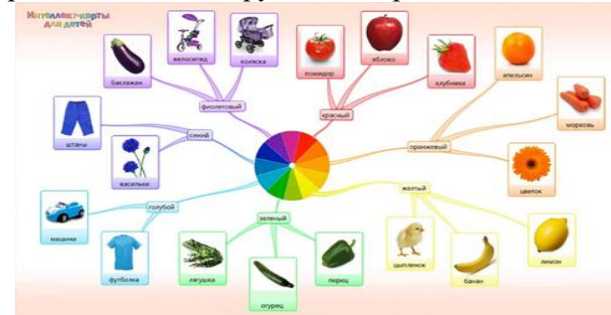 Интеллект-карты
для детей
баклажан
велосипед
коляска
фиолетовый
помидор
яблоко
клубника
красный
апельсин
морковь
цветок
оранжевый
штаны
васильки
синий
машина
футболка
голубой
лягушка
огурец
перец
зеленый
цыпленок
банан
лимон
желтый